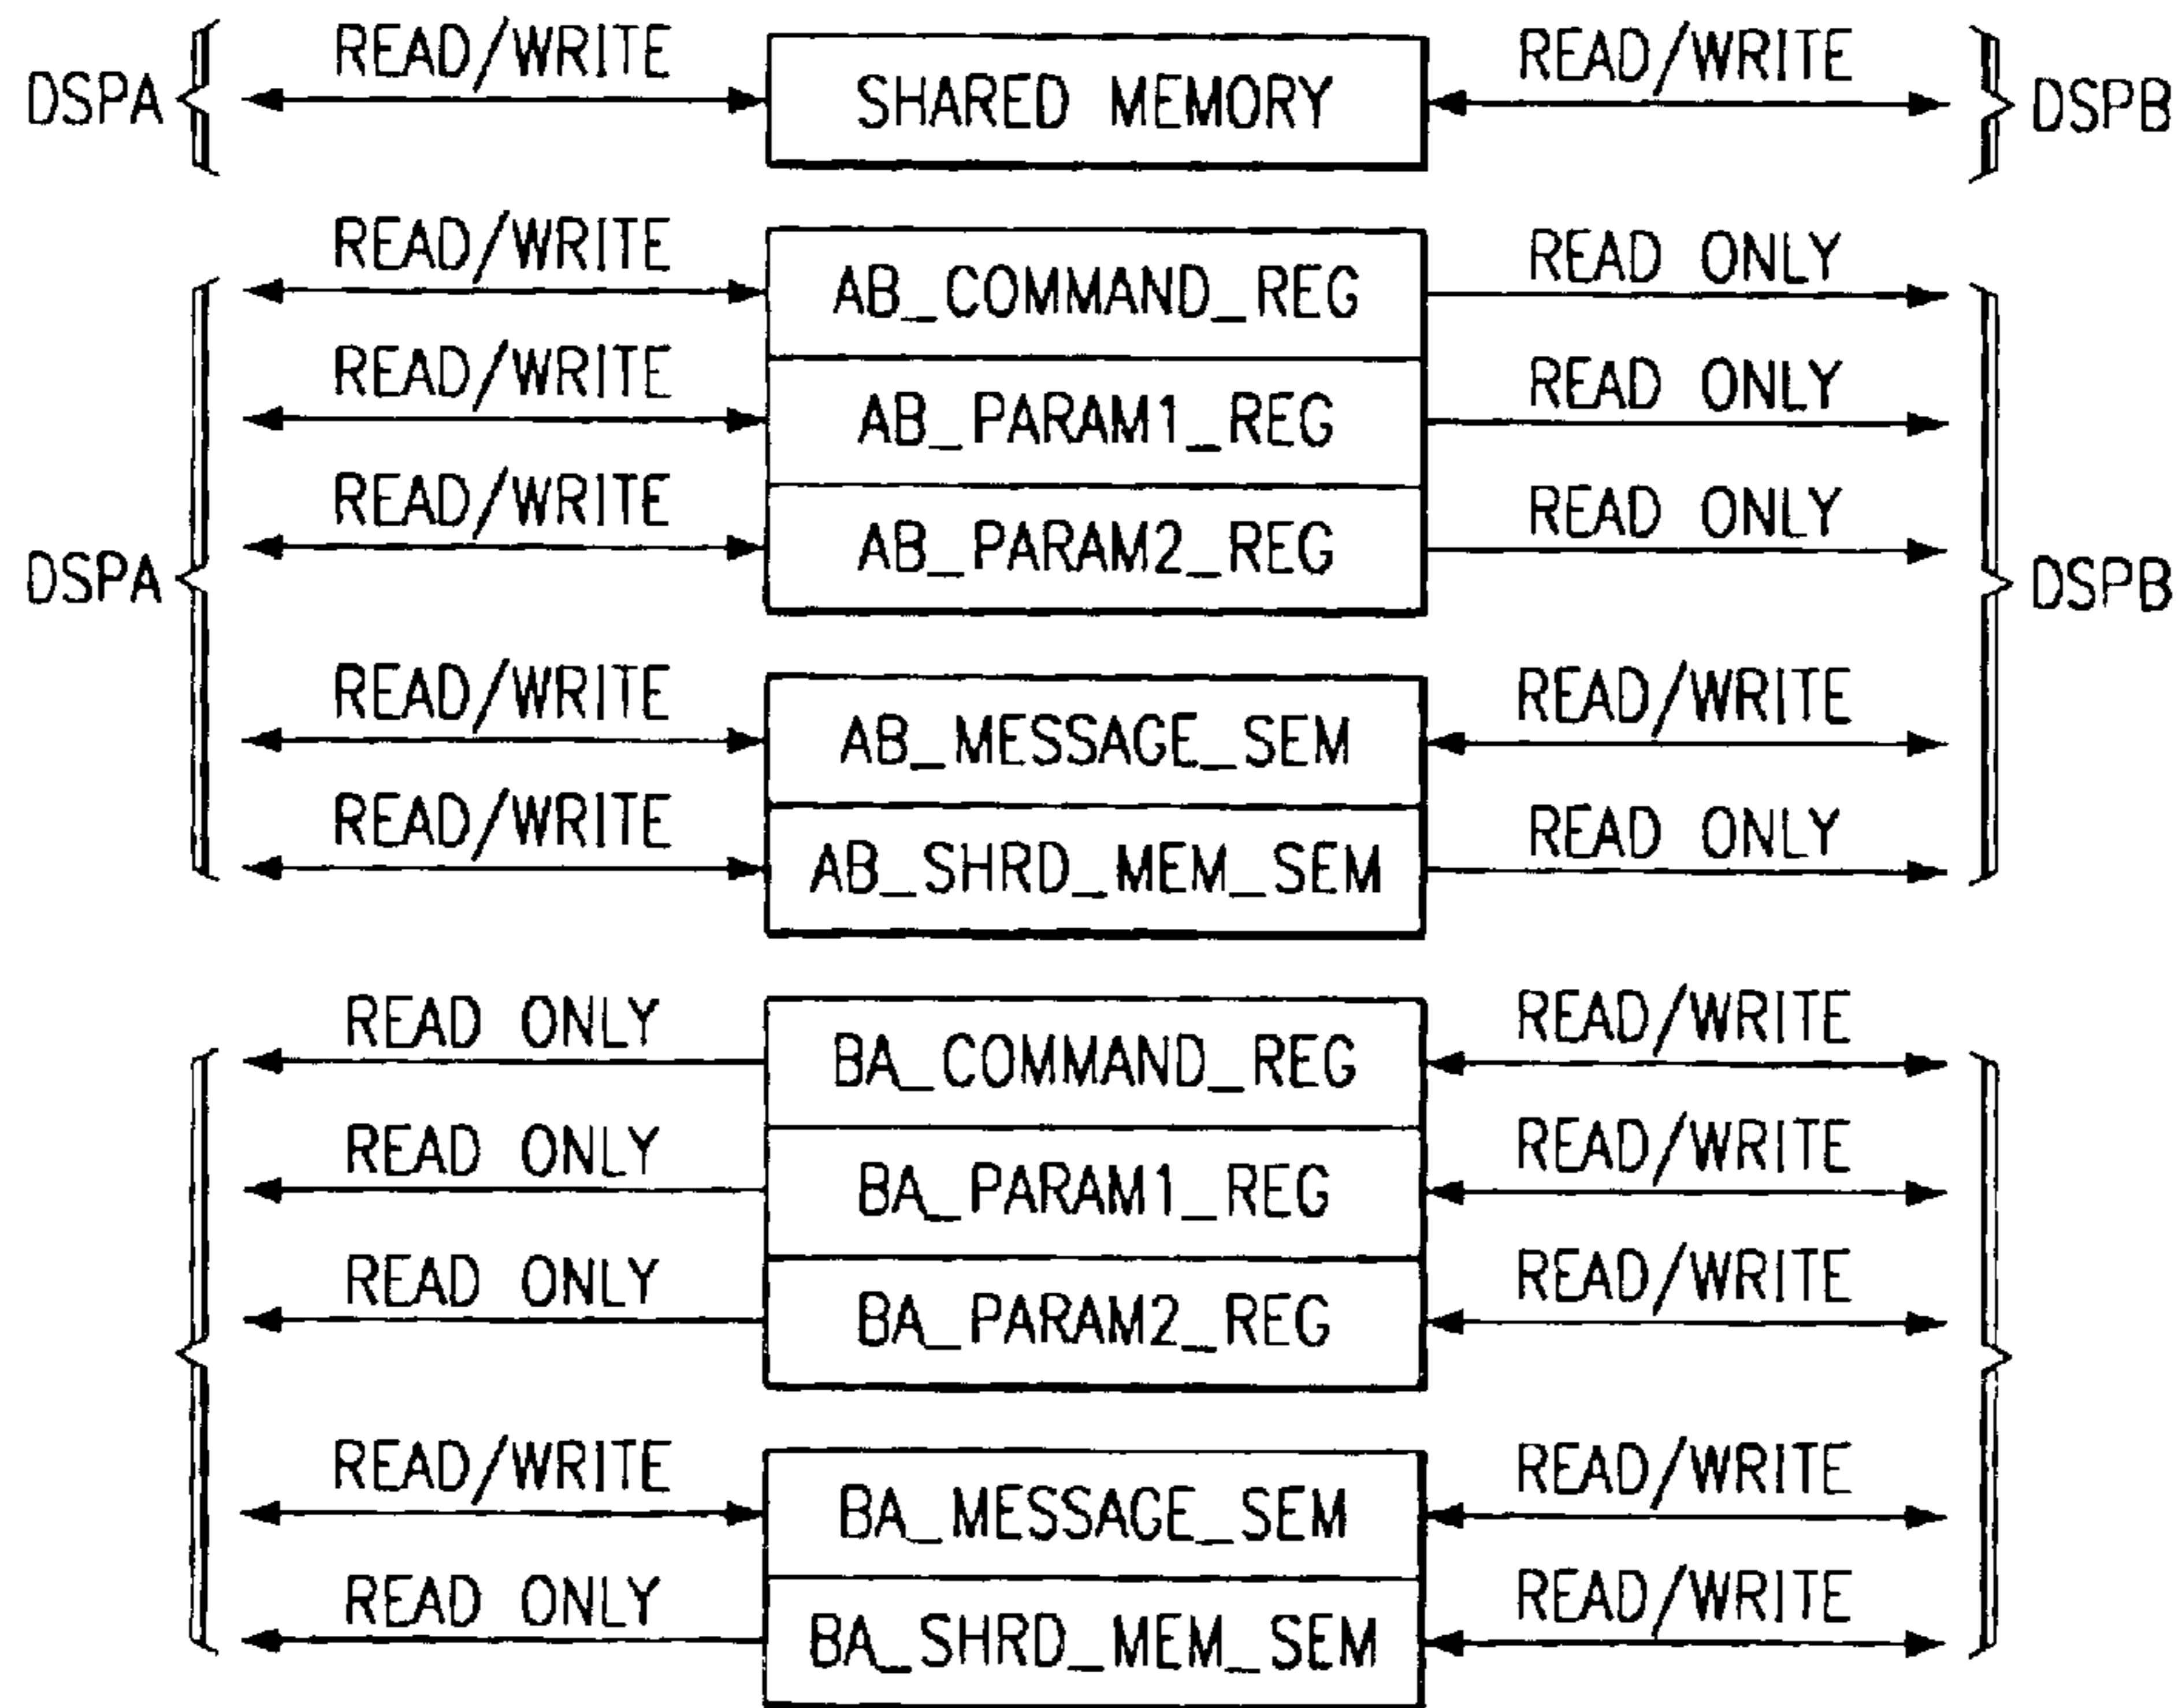 READ/WRITE READ/WRITE
DSPA SHARED MEMORY DSPB
READ/WRITE READ ONLY
AB_COMMAND_REG
READ/WRITE READ ONLY
AB_PARAM1_REG
READ/WRITE READ ONLY
AB_PARAM2_REG
DSPA DSPB
READ/WRITE READ/WRITE
AB_MESSAGE_SEM
READ/WRITE READ ONLY
AB_SHRD_MEM_SEM
READ ONLY READ/WRITE
BA_COMMAND_REG
READ ONLY READ/WRITE
BA_PARAM1_REG
READ ONLY READ/WRITE
BA_PARAM2_REG
READ/WRITE READ/WRITE
BA_MESSAGE_SEM
READ ONLY READ/WRITE
BA_SHRD_MEM_SEM